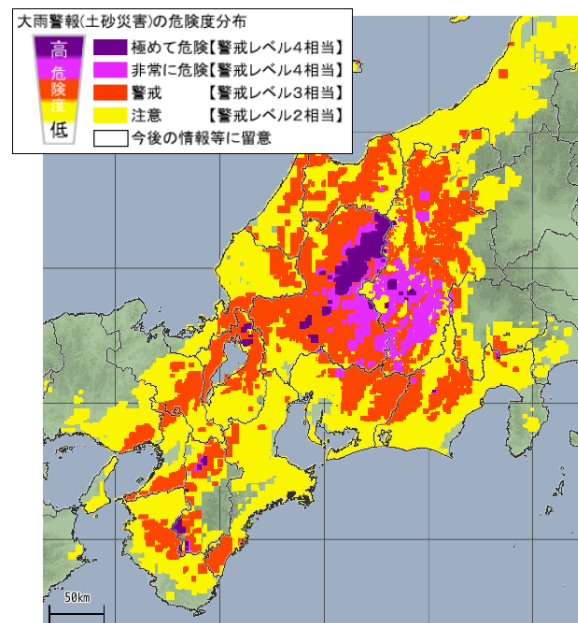 大雨警報(土砂災害)の危険度分布
高
危険度
低
極めて危険【警戒レベル4相当】
非常に危険【警戒レベル4相当】
警戒 【警戒レベル3相当】
注意 【警戒レベル2相当】
今後の情報等に留意
50km